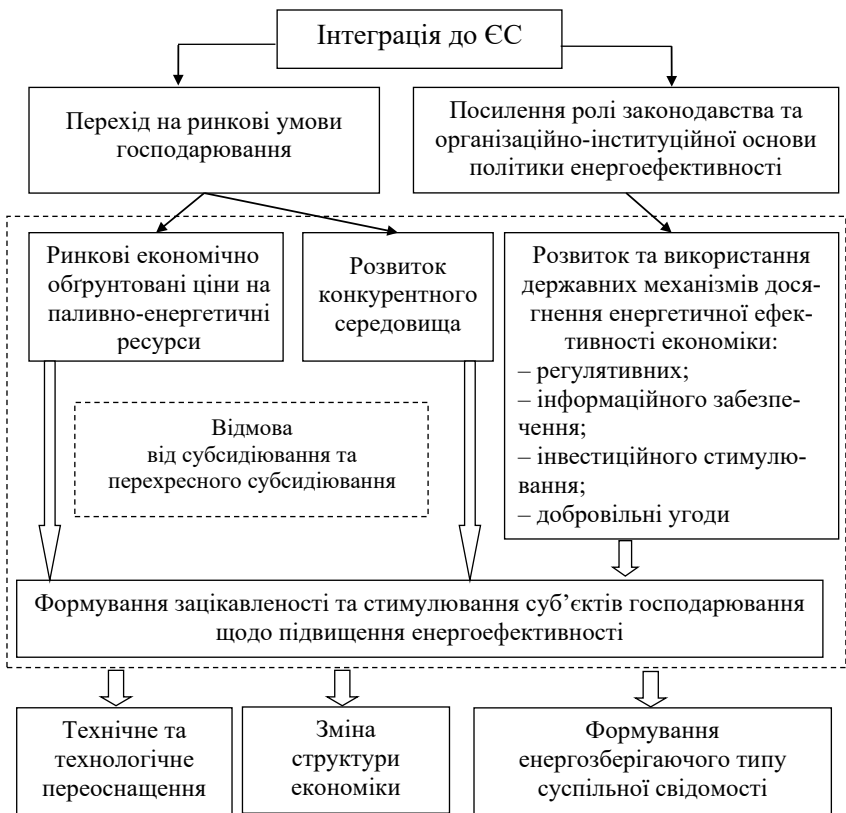 Інтеграція до ЄС
Перехід на ринкові умови
господарювання
Посилення ролі законодавства та
організаційно-інституційної основи
політики енергоефективності
Ринкові економічно
обґрунтовані ціни на
паливно-енергетичні
ресурси
Розвиток
конкурентного
середовища
Розвиток та використання
державних механізмів дося-
гнення енергетичної ефек-
тивності економіки:
– регулятивних;
– інформаційного забезпе-
чення;
– інвестиційного стимулю-
вання;
– добровільні угоди
Відмова
від субсидіювання та
перехресного субсидіювання
Формування зацікавленості та стимулювання суб’єктів господарювання
щодо підвищення енергоефективності
Технічне та
технологічне
переоснащення
Зміна
структури
економіки
Формування
енергозберігаючого типу
суспільної свідомості